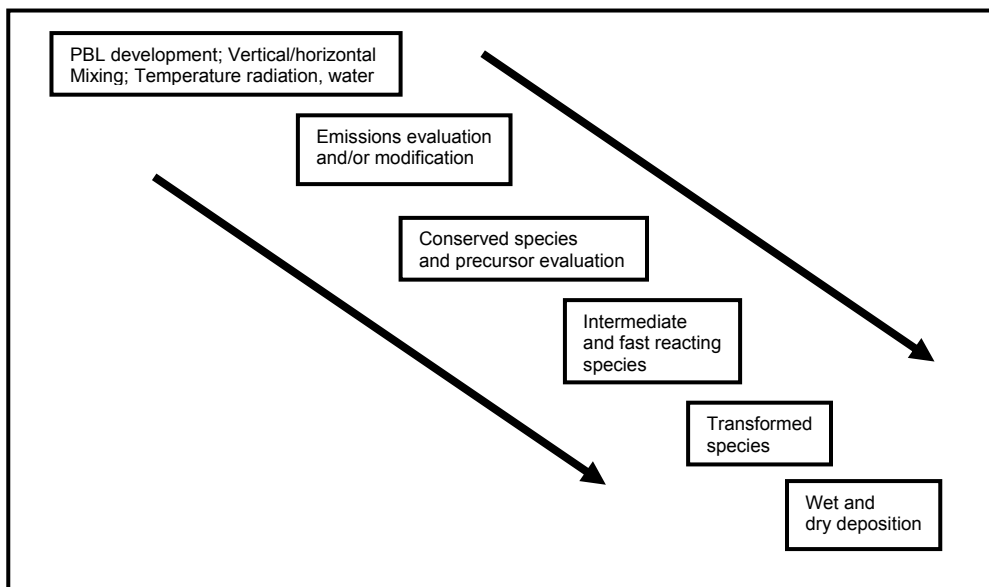 PBL development; Vertical/horizontal
Mixing; Temperature radiation, water
Emissions evaluation
and/or modification
Conserved species
and precursor evaluation
Intermediate
and fast reacting
species
Transformed
species
Wet and
dry deposition